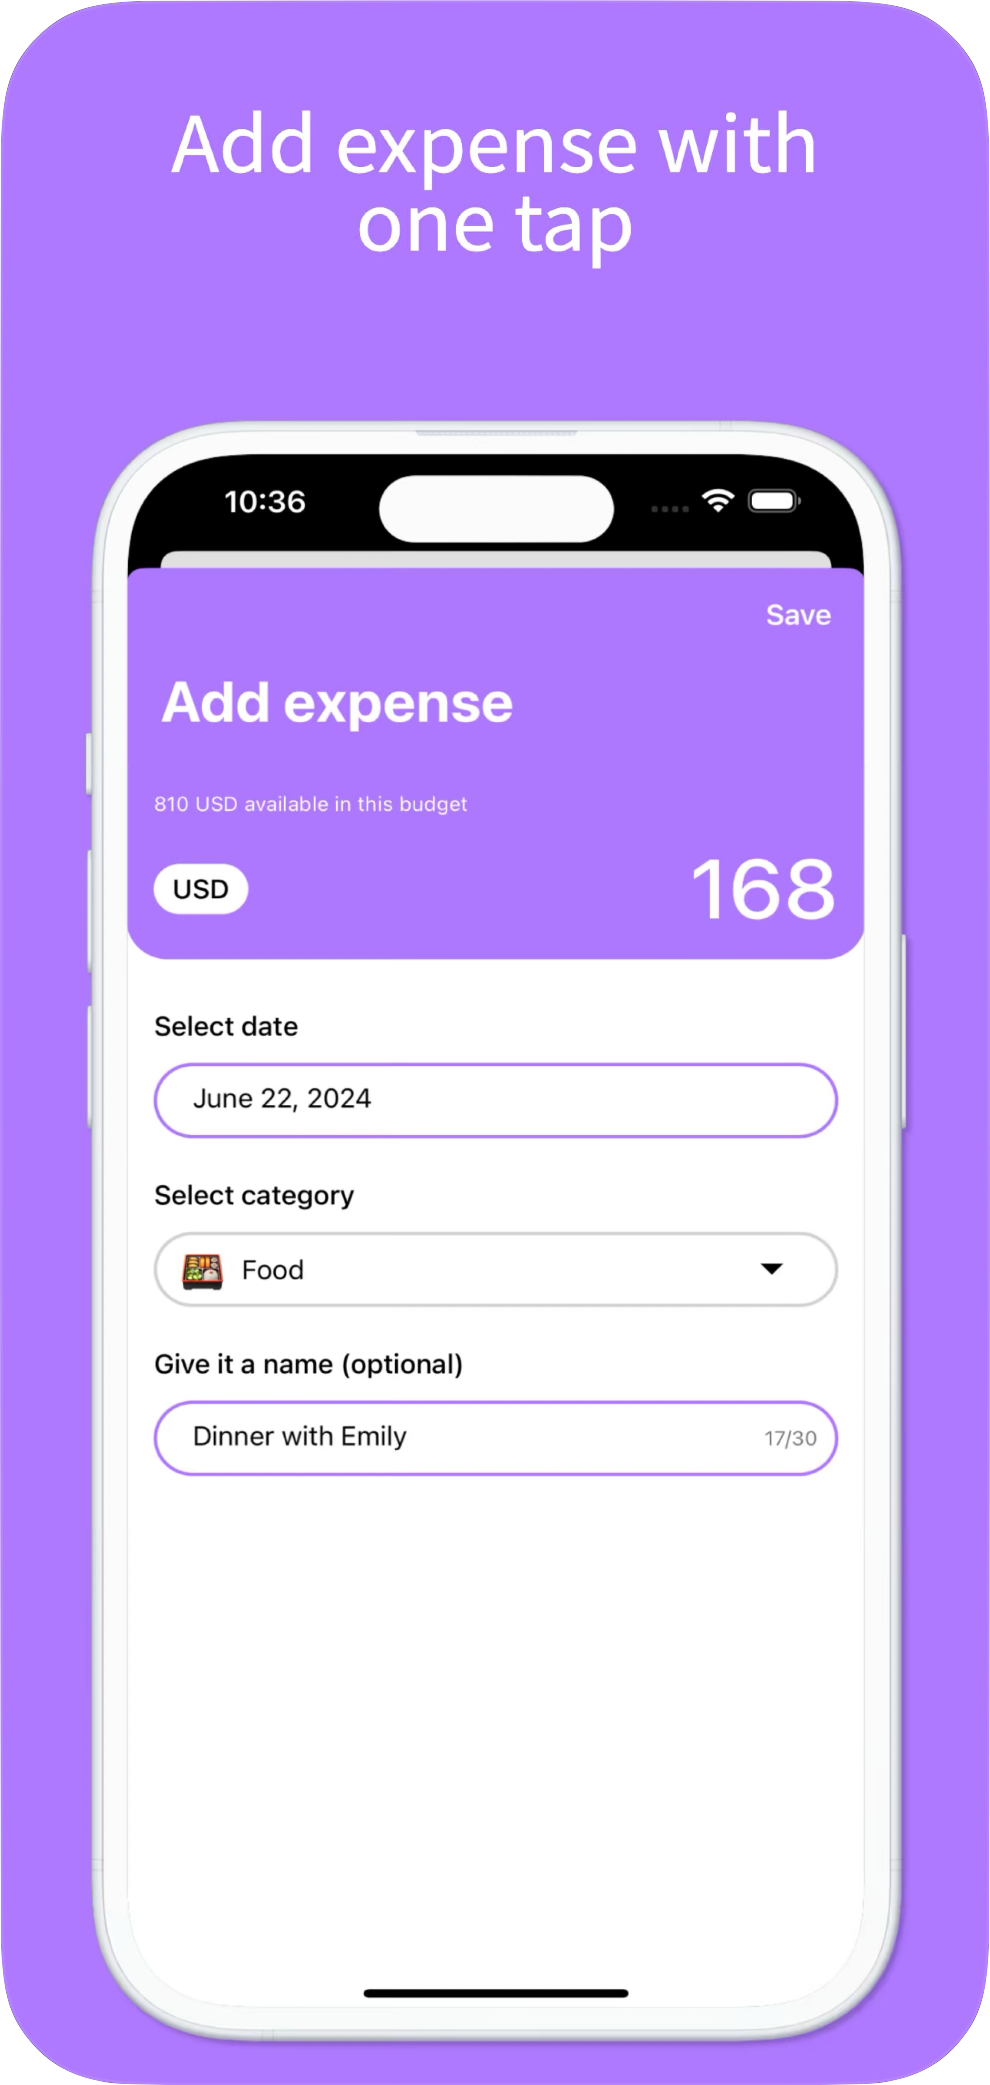 Add expense with
one tap
10:36
Save
Add expense
810 USD available in this budget
USD
168
Select date
June 22, 2024
Select category
Food
Give it a name (optional)
Dinner with Emily
17/30